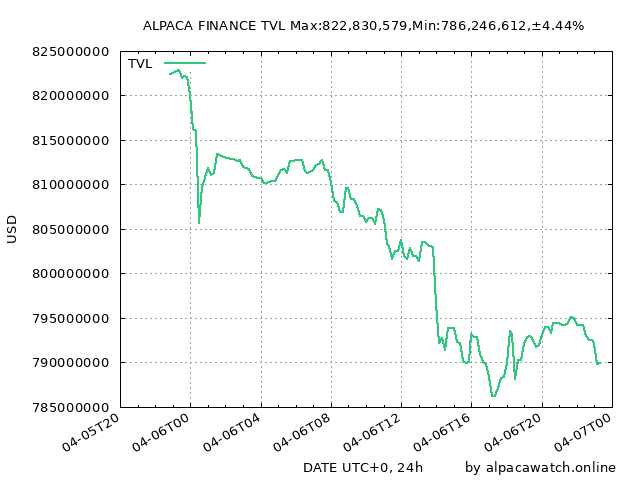 ALPACA FINANCE TVL Max:822,830,579,Min:786,246,612,±4.44%
825000000
TVL
820000000
815000000
810000000
805000000
800000000
795000000
790000000
785000000
USD
04-05T20
04-06T00
04-06T04
04-06T08
04-06T12
04-06T16
04-06T20
04-07T00
DATE UTC+0, 24h
by alpacawatch.online